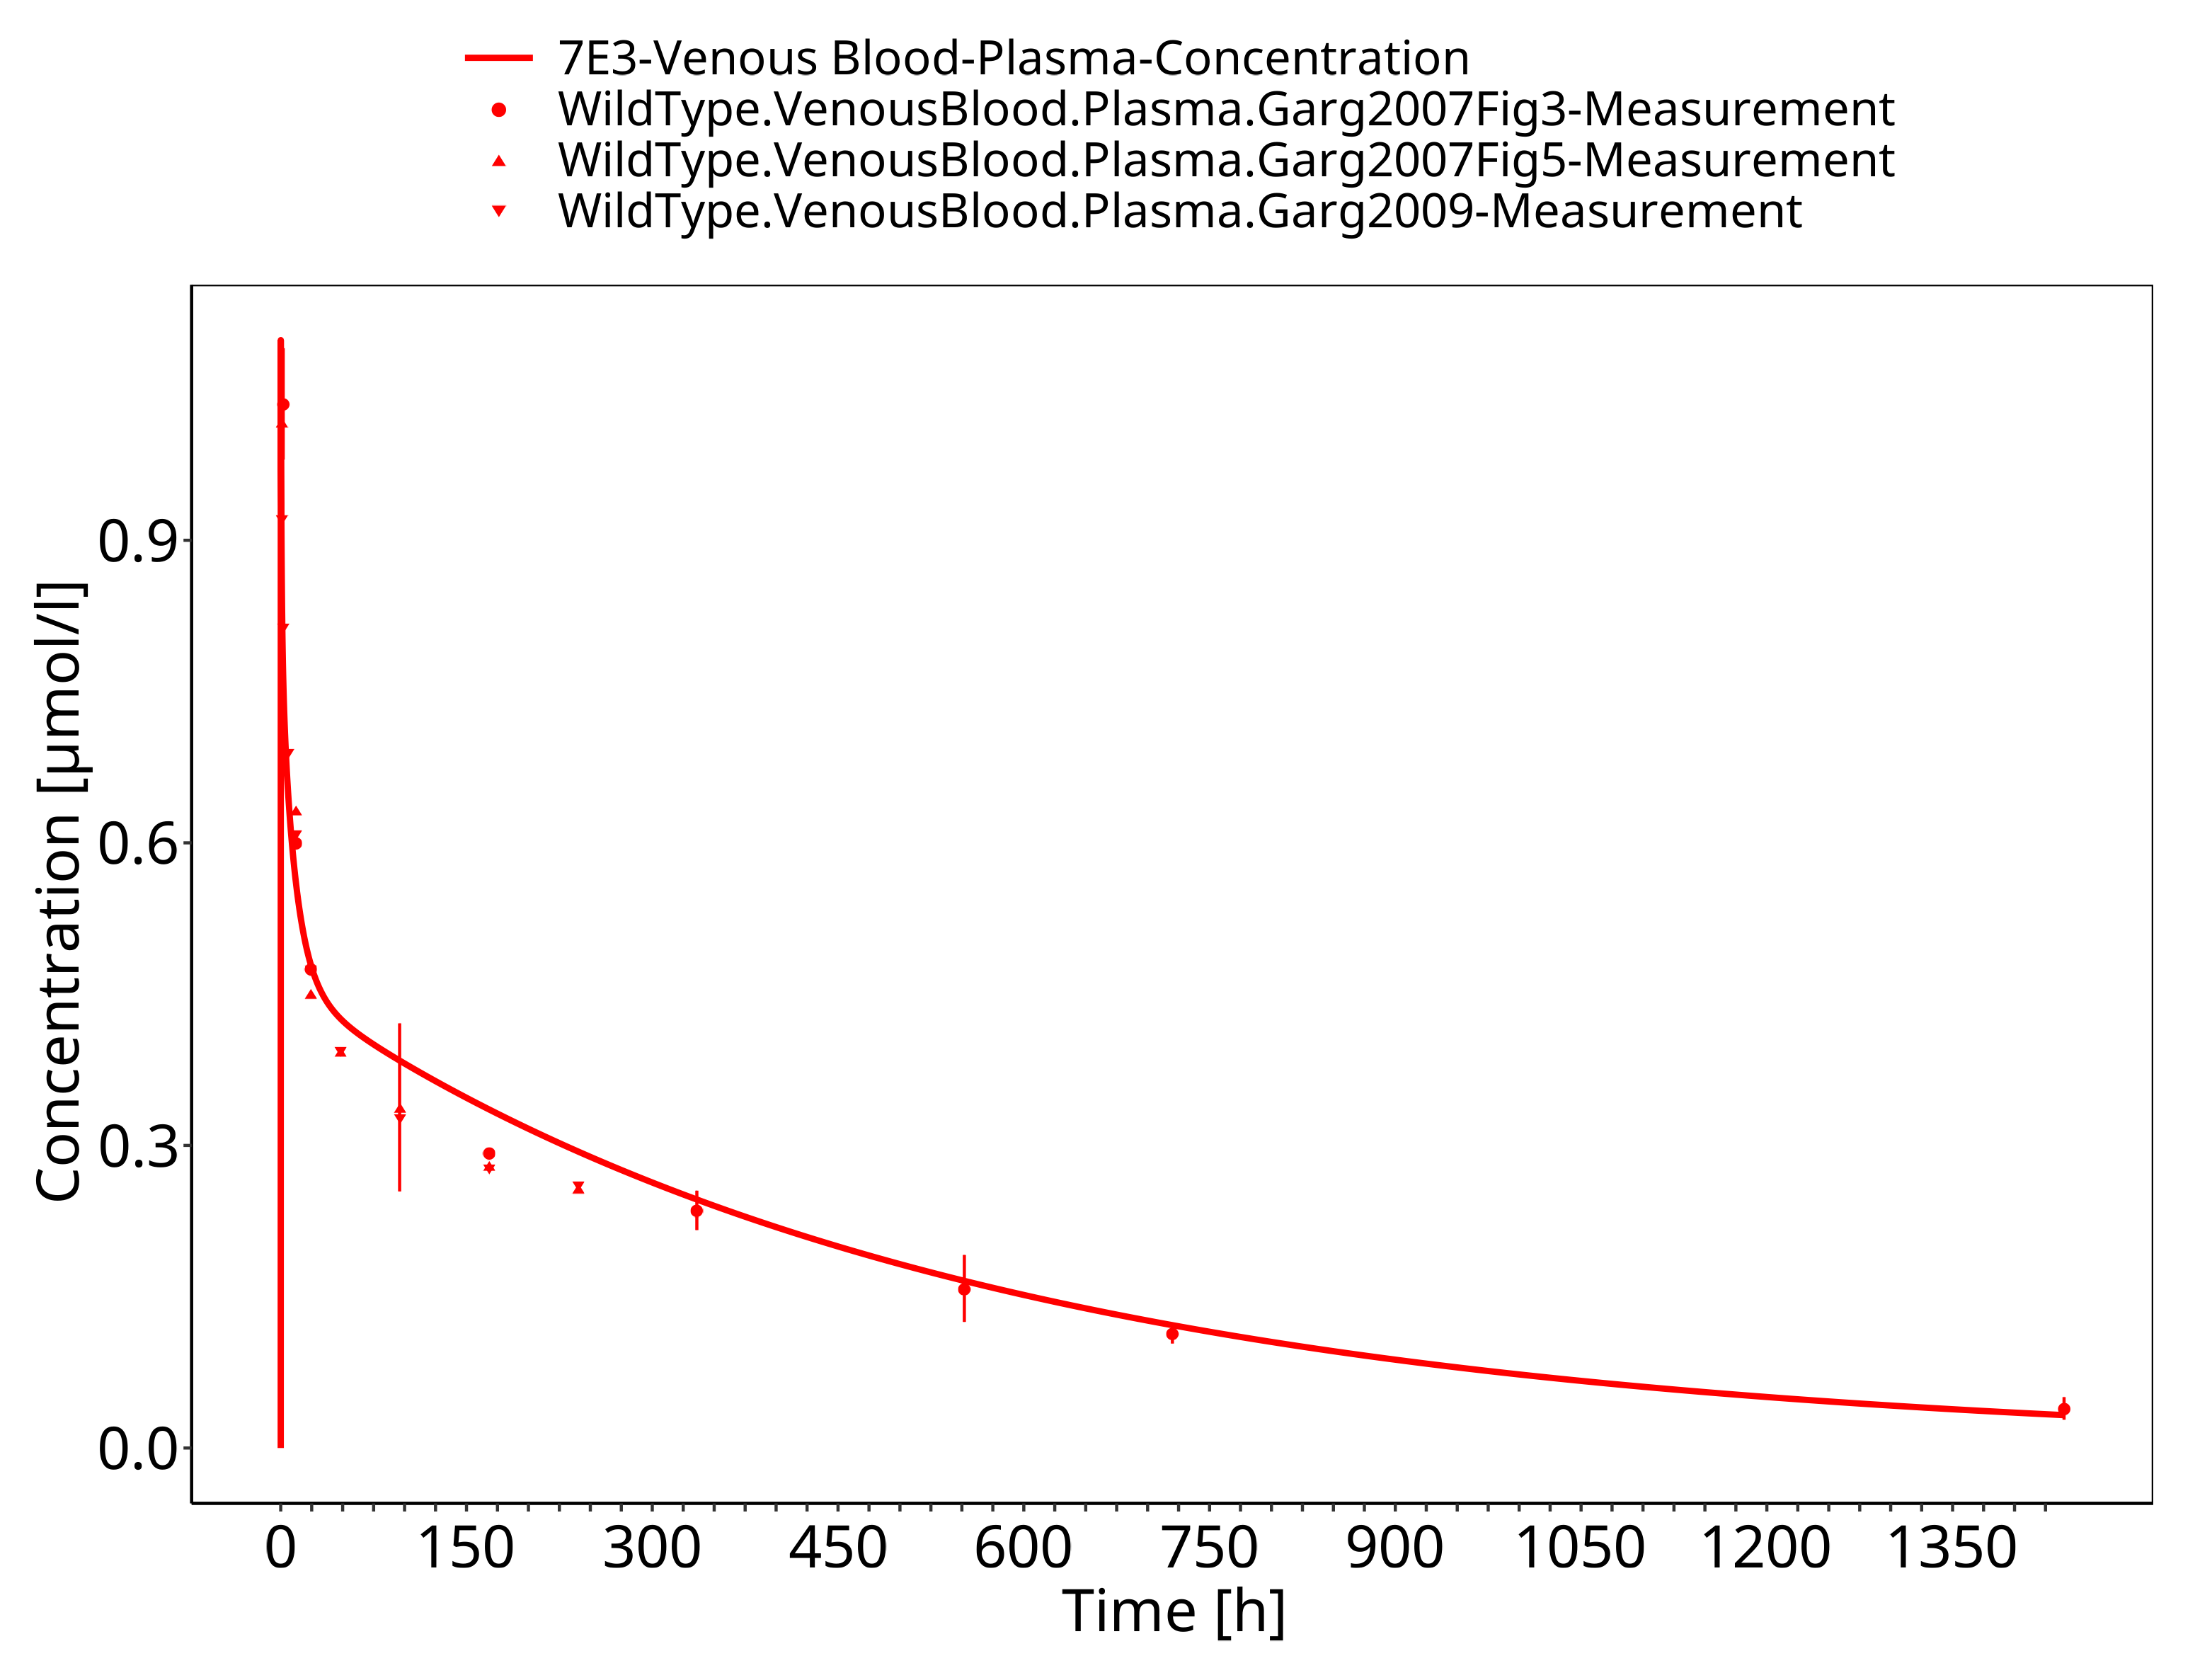 7E3-Venous Blood-Plasma-Concentration
WildType.VenousBlood.Plasma.Garg2007Fig3-Measurement
WildType.VenousBlood.Plasma.Garg2007Fig5-Measurement
WildType.VenousBlood.Plasma.Garg2009-Measurement
Concentration [µmol/l]
0.9
0.6
0.3
0.0
0 150 300 450 600 750 900 1050 1200 1350
Time [h]